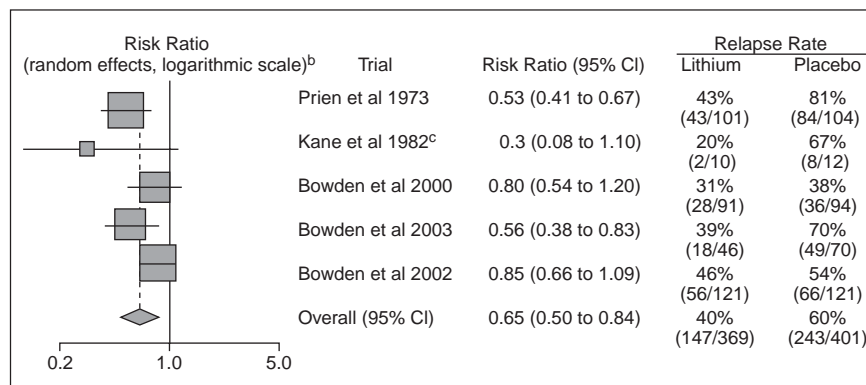 Risk Ratio
(random effects, logarithmic scale)b Trial Risk Ratio (95% CI) Relapse Rate
Lithium Placebo
Prien et al 1973 0.53 (0.41 to 0.67) 43% 81%
(43/101) (84/104)
Kane et al 1982c 0.3 (0.08 to 1.10) 20% 67%
(2/10) (8/12)
Bowden et al 2000 0.80 (0.54 to 1.20) 31% 38%
(28/91) (36/94)
Bowden et al 2003 0.56 (0.38 to 0.83) 39% 70%
(18/46) (49/70)
Bowden et al 2002 0.85 (0.66 to 1.09) 46% 54%
(56/121) (66/121)
Overall (95% CI) 0.65 (0.50 to 0.84) 40% 60%
(147/369) (243/401)
0.2 1.0 5.0